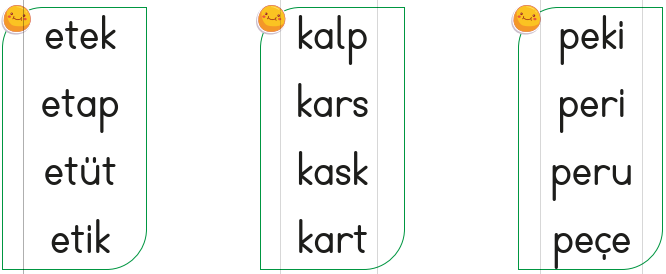 etek
etap
etüt
etik
kalp
kars
kask
kart
peki
peri
peru
peçe